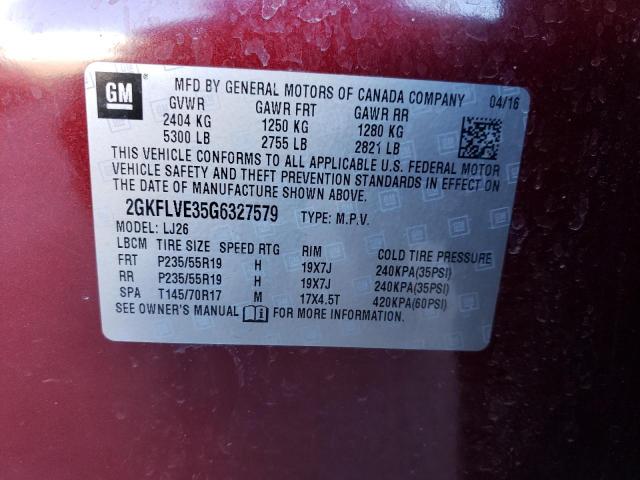 GM
MFD BY GENERAL MOTORS OF CANADA COMPANY 04/16
GVWR GAWR FRT GAWR RR
2404 KG 1250 KG 1280 KG
5300 LB 2755 LB 2821 LB
THIS VEHICLE CONFORMS TO ALL APPLICABLE U.S. FEDERAL MOTOR
VEHICLE SAFETY AND THEFT PREVENTION STANDARDS IN EFFECT ON
THE DATE OF MANUFACTURE SHOWN ABOVE.
2GKFLVE35G6327579 TYPE: M.P.V.
MODEL: LJ26
LBCM TIRE SIZE SPEED RTG RIM COLD TIRE PRESSURE
FRT P235/55R19 H 19X7J 240KPA(35PSI)
RR P235/55R19 H 19X7J 240KPA(35PSI)
SPA T145/70R17 M 17X4.5T 420KPA(60PSI)
SEE OWNER'S MANUAL FOR MORE INFORMATION.